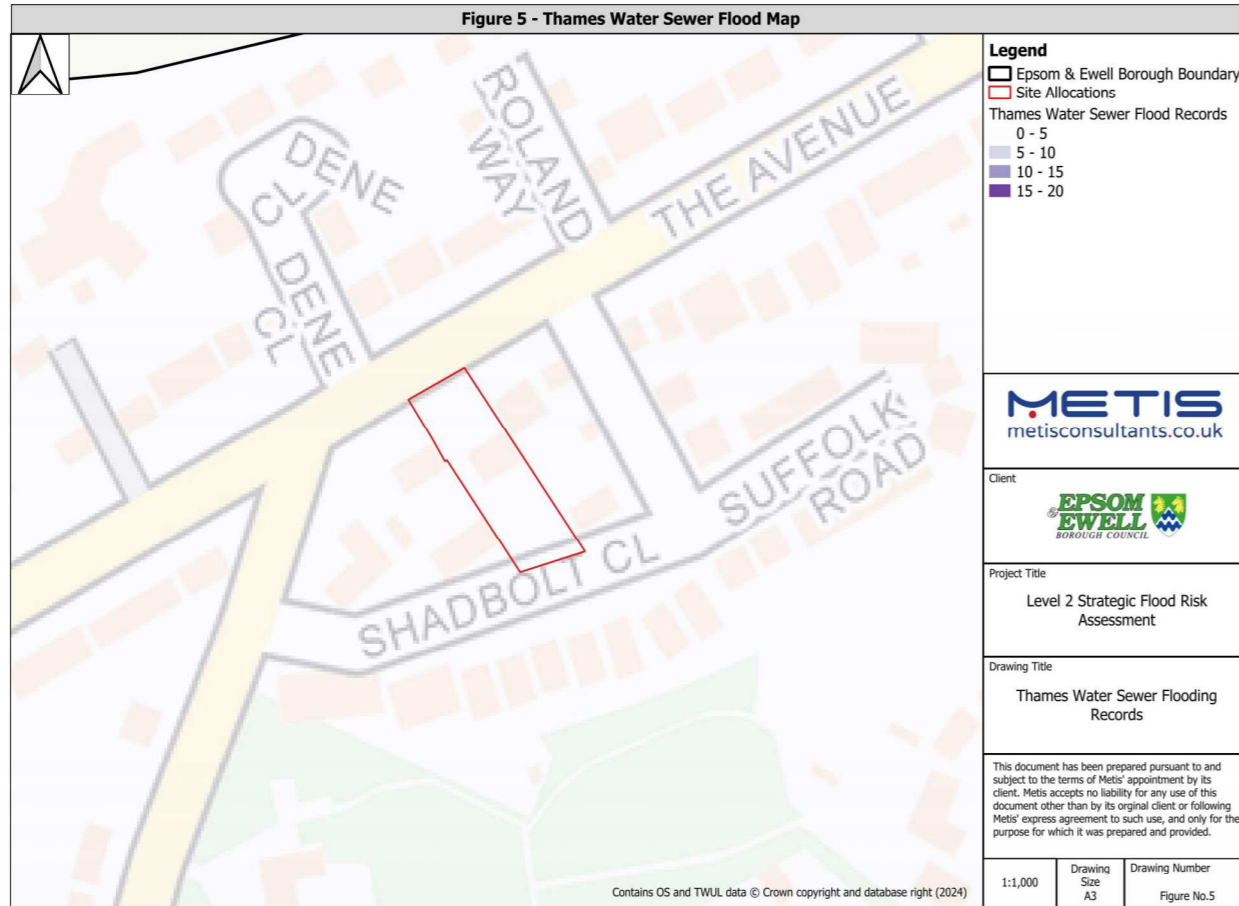 Figure 5 - Thames Water Sewer Flood Map
DENE
CL
DENE
CL
ROLAND
WAY
THE AVENUE
SUFFOLK
ROAD
SHADBOLT CL
Contains OS and TWUL data © Crown copyright and database right (2024)
Legend
Epsom & Ewell Borough Boundary
Site Allocations
Thames Water Sewer Flood Records
0 - 5
5 - 10
10 - 15
15 - 20
METIS
metisconsultants.co.uk
Client
EPSOM
& EWELL
BOROUGH COUNCIL
Project Title
Level 2 Strategic Flood Risk
Assessment
Drawing Title
Thames Water Sewer Flooding
Records
This document has been prepared pursuant to and
subject to the terms of Metis' appointment by its
client. Metis accepts no liability for any use of this
document other than by its orginal client or following
Metis' express agreement to such use, and only for the
purpose for which it was prepared and provided.
1:1,000
Drawing
Size
A3
Drawing Number
Figure No.5